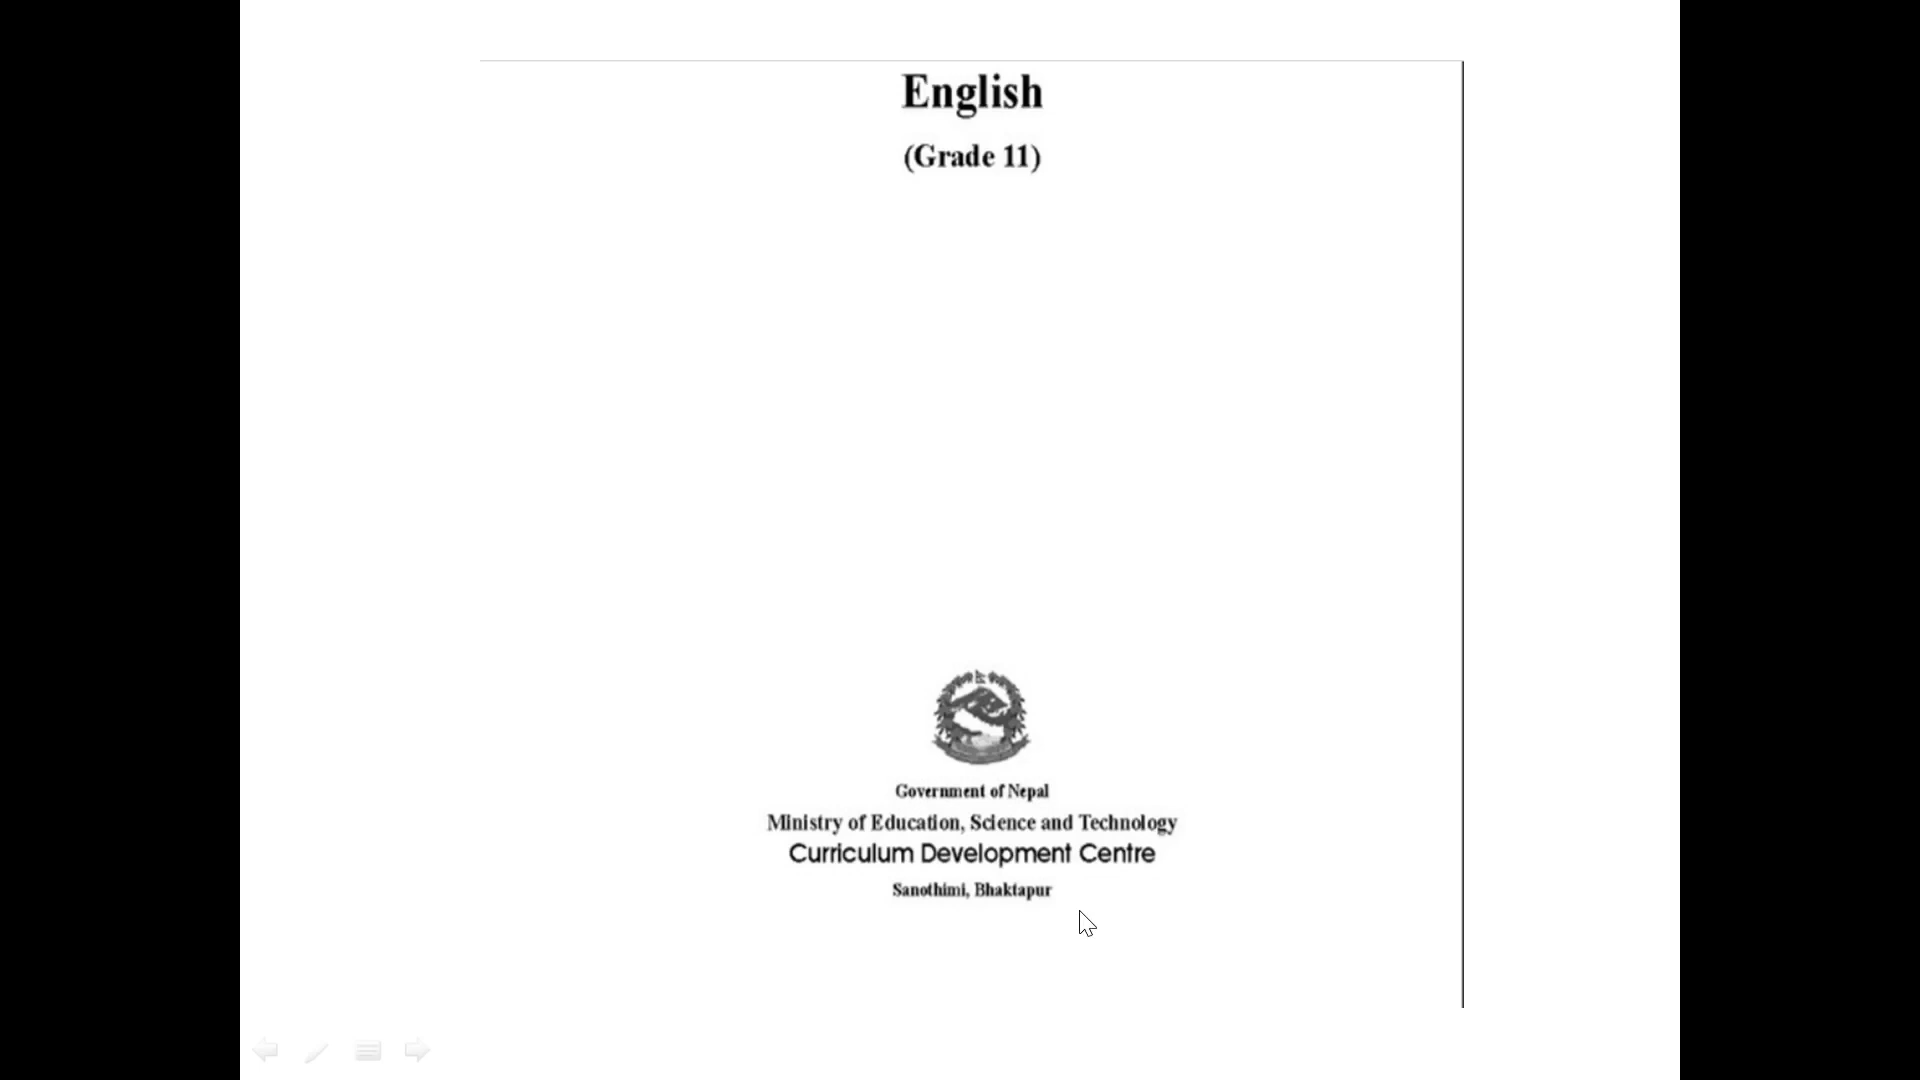 English
(Grade 11)
Government of Nepal
Ministry of Education, Science and Technology
Curriculum Development Centre
Sanothimi, Bhaktapur